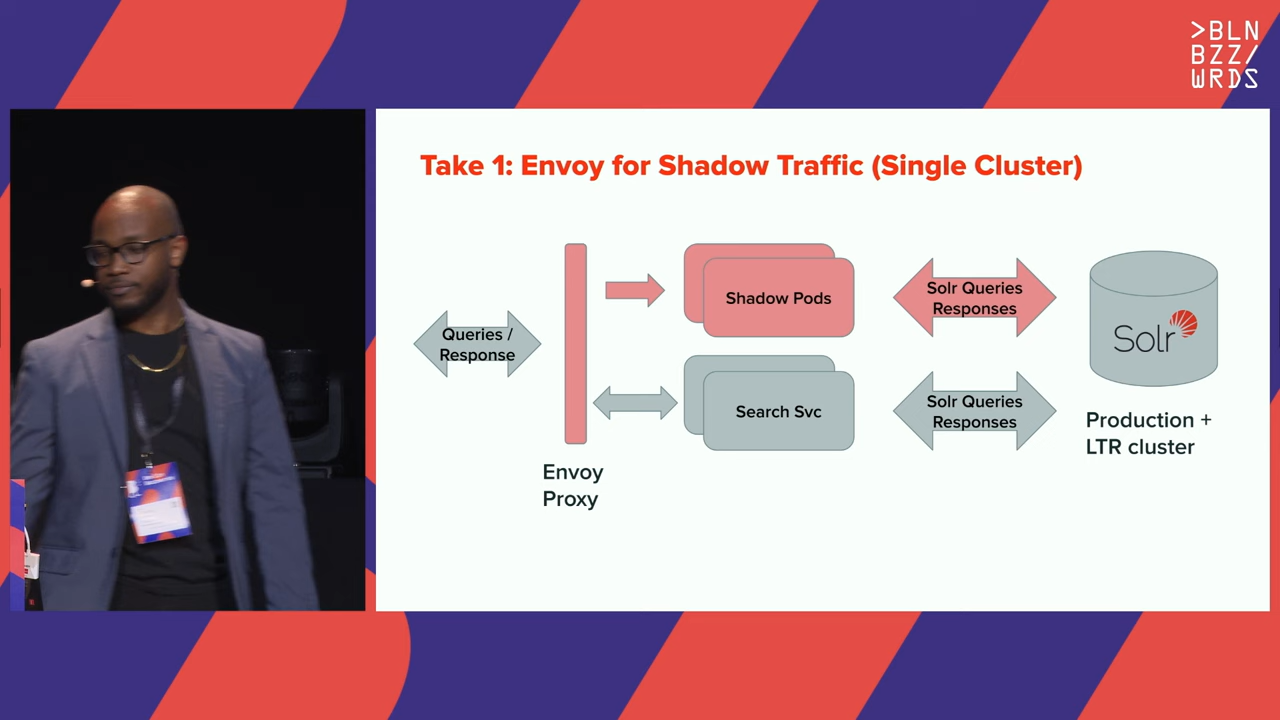 >BLN
BZZ/
WRDS
Take 1: Envoy for Shadow Traffic (Single Cluster)
Queries /
Response
Envoy
Proxy
Shadow Pods
Search Svc
Solr Queries
Responses
Solr Queries
Responses
Solr
Production +
LTR cluster